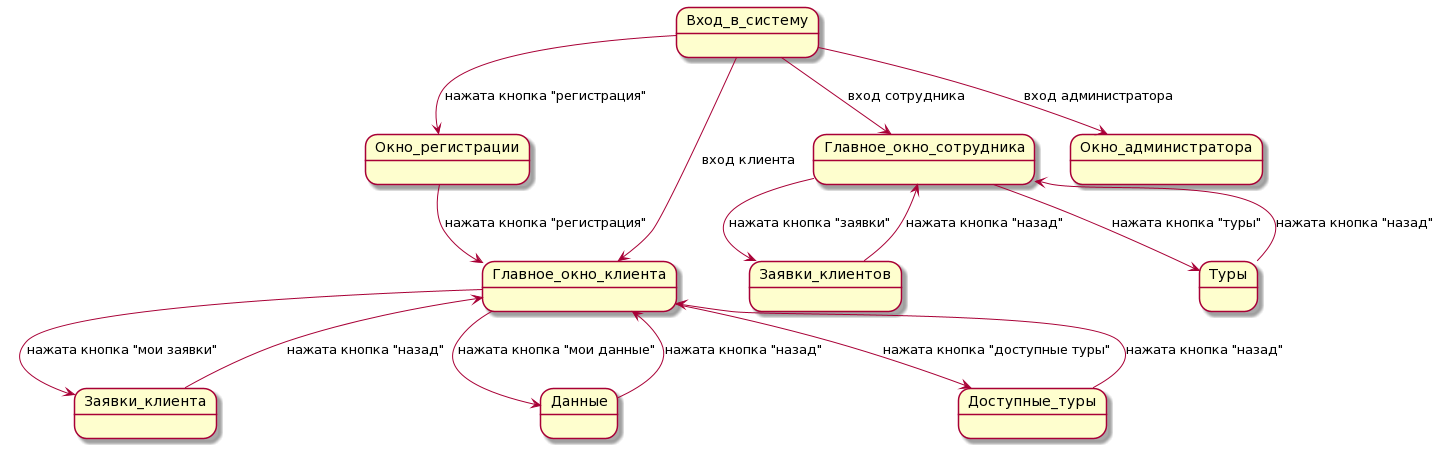 Вход_в_систему
нажата кнопка "регистрация"
вход сотрудника
вход администратора
Окно_регистрации
вход клиента
Главное_окно_сотрудника
Окно_администратора
нажата кнопка "регистрация"
нажата кнопка "заявки"
нажата кнопка "назад"
нажата кнопка "туры"
нажата кнопка "назад"
Главное_окно_клиента
Заявки_клиентов
Туры
нажата кнопка "мои заявки"
нажата кнопка "назад"
нажата кнопка "мои данные"
нажата кнопка "назад"
нажата кнопка "доступные туры"
нажата кнопка "назад"
Заявки_клиента
Данные
Доступные_туры